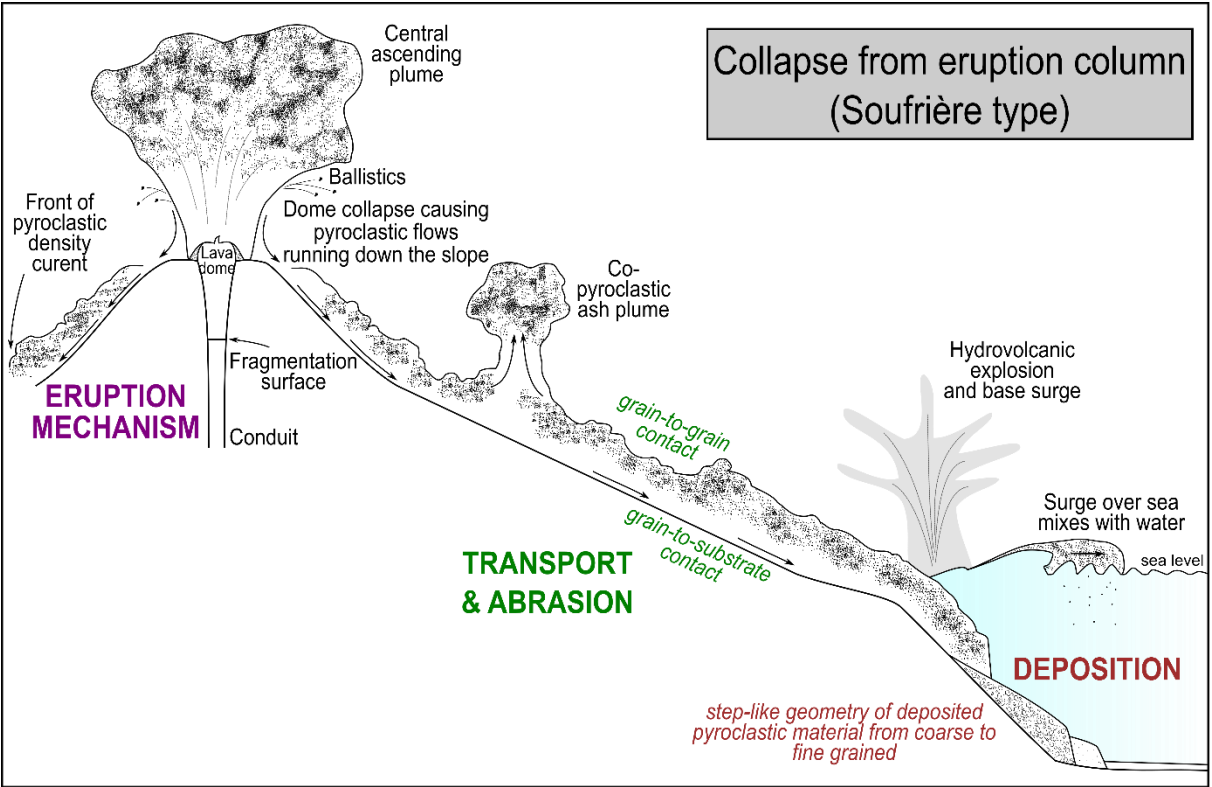 Collapse from eruption column
(Soufrière type)
Central
ascending
plume
Ballistics
Dome collapse causing
pyroclastic flows
running down the slope
Front of
pyroclastic
density
curent
Lava
dome
Co-
pyroclastic
ash plume
Fragmentation
surface
ERUPTION
MECHANISM
Conduit
grain-to-grain
contact
grain-to-substrate
contact
TRANSPORT
& ABRASION
Hydrovolcanic
explosion
and base surge
Surge over sea
mixes with water
sea level
DEPOSITION
step-like geometry of deposited
pyroclastic material from coarse to
fine grained